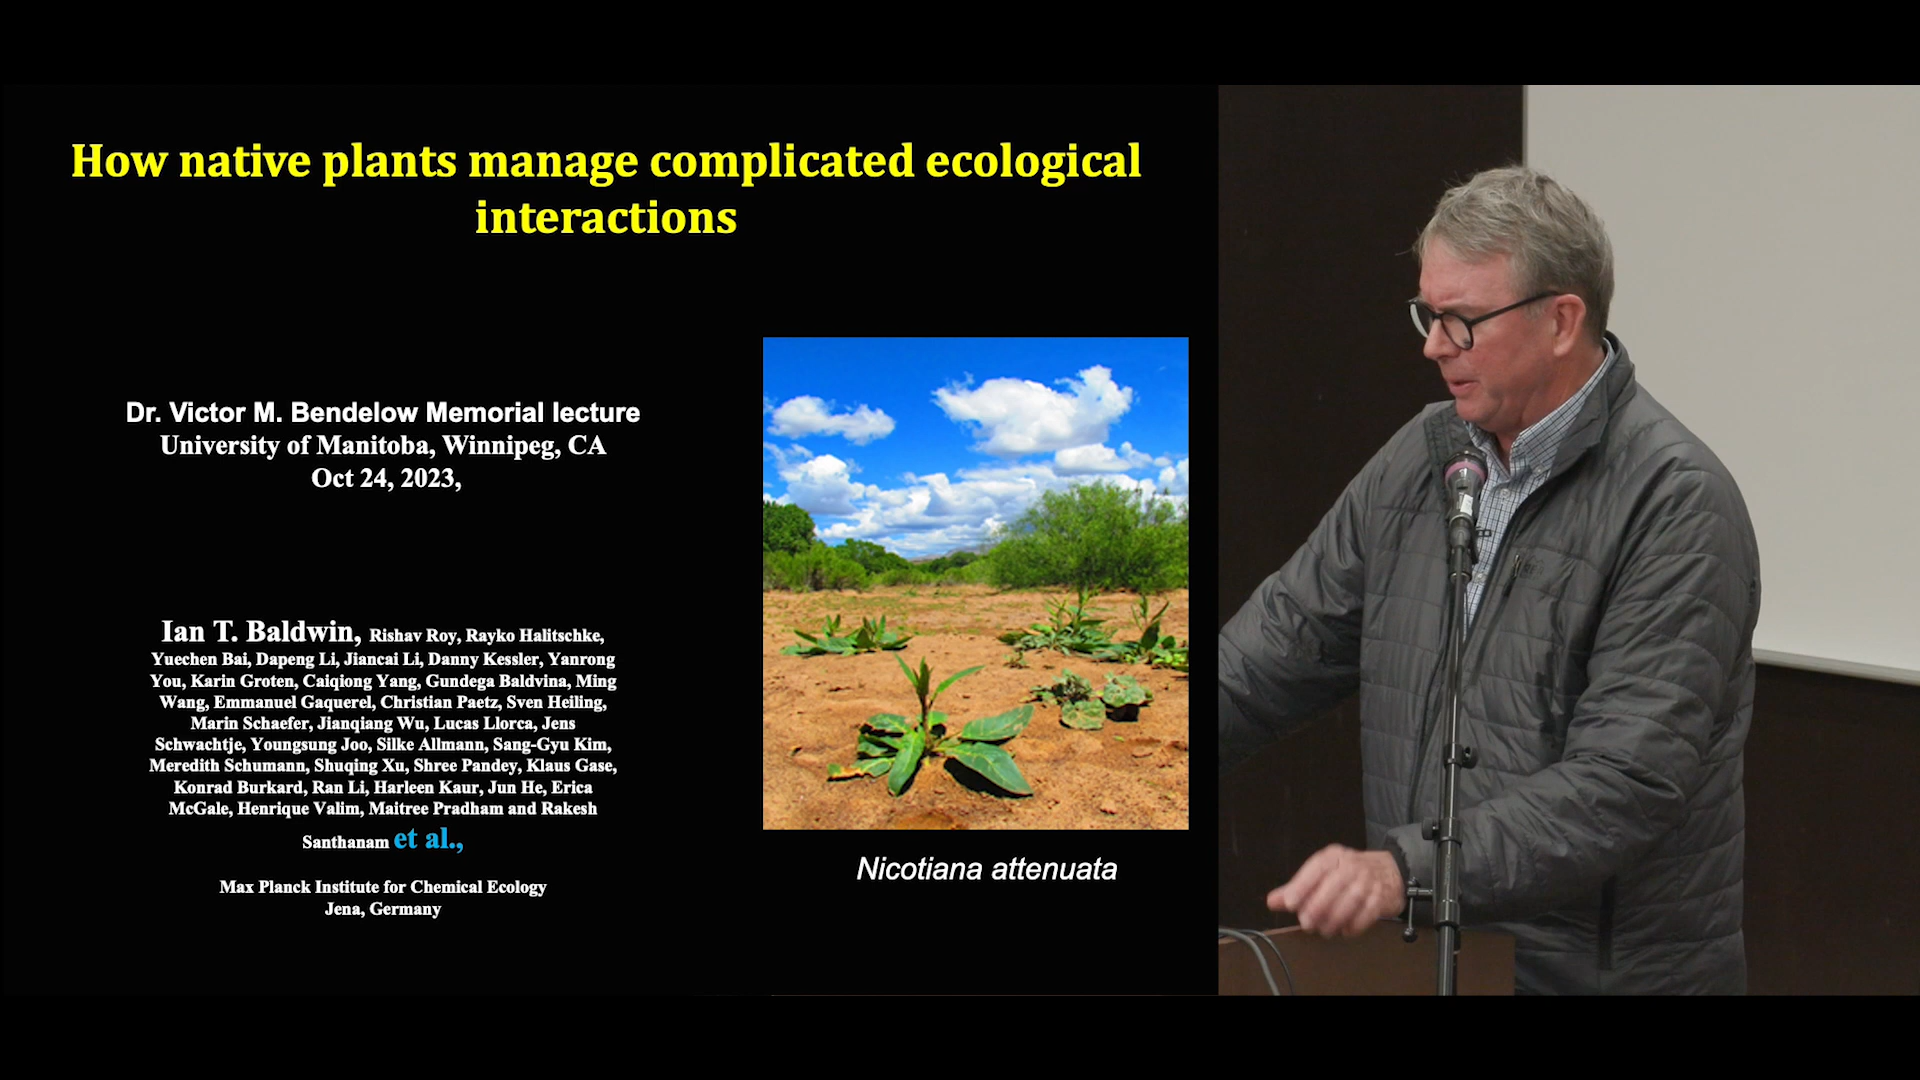 How native plants manage complicated ecological
interactions
Dr. Victor M. Bendelow Memorial lecture
University of Manitoba, Winnipeg, CA
Oct 24, 2023,
Ian T. Baldwin, Rishav Roy, Rayko Halitschke,
Yuechen Bai, Dapeng Li, Jiancai Li, Danny Kessler, Yanrong
You, Karin Groten, Caiqiong Yang, Gundega Baldvina, Ming
Wang, Emmanuel Gaquerel, Christian Paetz, Sven Heiling,
Marin Schaefer, Jianqiang Wu, Lucas Llorca, Jens
Schwachtje, Youngsung Joo, Silke Allmann, Sang-Gyu Kim,
Meredith Schumann, Shuqing Xu, Shree Pandey, Klaus Gase,
Konrad Burkard, Ran Li, Harleen Kaur, Jun He, Erica
McGale, Henrique Valim, Maitree Pradham and Rakesh
Santhanam et al.,
Max Planck Institute for Chemical Ecology
Jena, Germany
Nicotiana attenuata